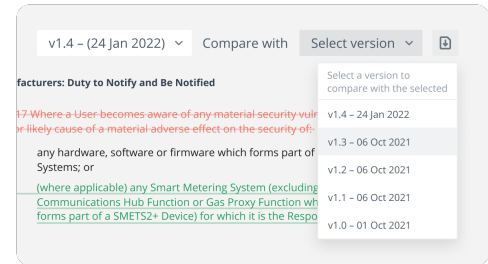 v1.4 – (24 Jan 2022)
Compare with
Select version
Select a version to
compare with the selected
v1.4 – 24 Jan 2022
v1.3 – 06 Oct 2021
v1.2 – 06 Oct 2021
v1.1 – 06 Oct 2021
v1.0 – 01 Oct 2021
facturers: Duty to Notify and Be Notified
17 Where a User becomes aware of any material security
or likely cause of a material adverse effect on the security of:
any hardware, software or firmware which forms part of
Systems; or
(where applicable) any Smart Metering System (excluding
Communications Hub Function or Gas Proxy Function
forms part of a SMETS2+ Device) for which it is the